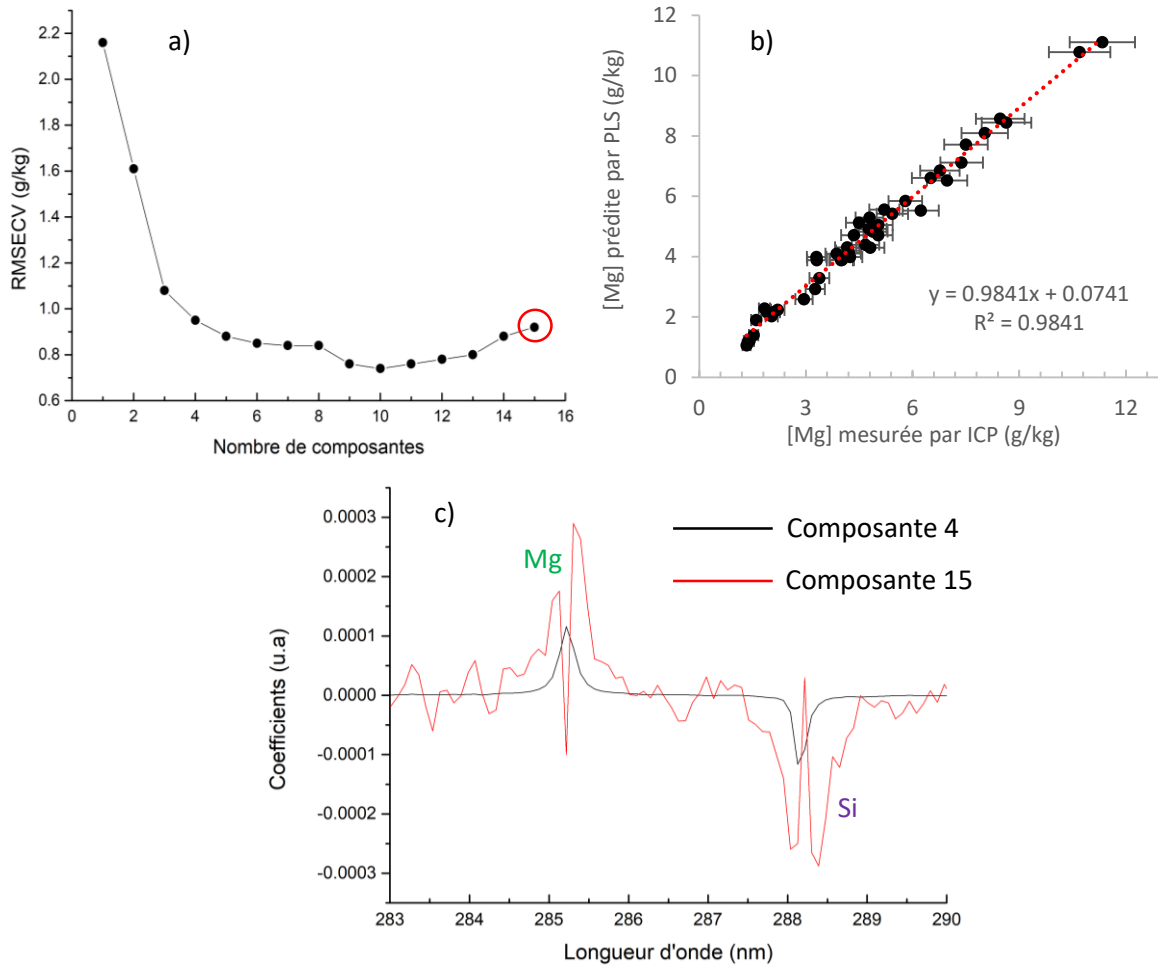 a)
RMSECV (g/kg)
2.2
2.0
1.8
1.6
1.4
1.2
1.0
0.8
0.6
0 2 4 6 8 10 12 14 16
Nombre de composantes
b)
[Mg] prédite par PLS (g/kg)
12
10
8
6
4
2
0
y = 0.9841x + 0.0741
R² = 0.9841
0 3 6 9 12
[Mg] mesurée par ICP (g/kg)
c)
Composante 4
Composante 15
Mg
Si
Coefficients (u.a)
0.0003
0.0002
0.0001
0.0000
-0.0001
-0.0002
-0.0003
283 284 285 286 287 288 289 290
Longueur d'onde (nm)